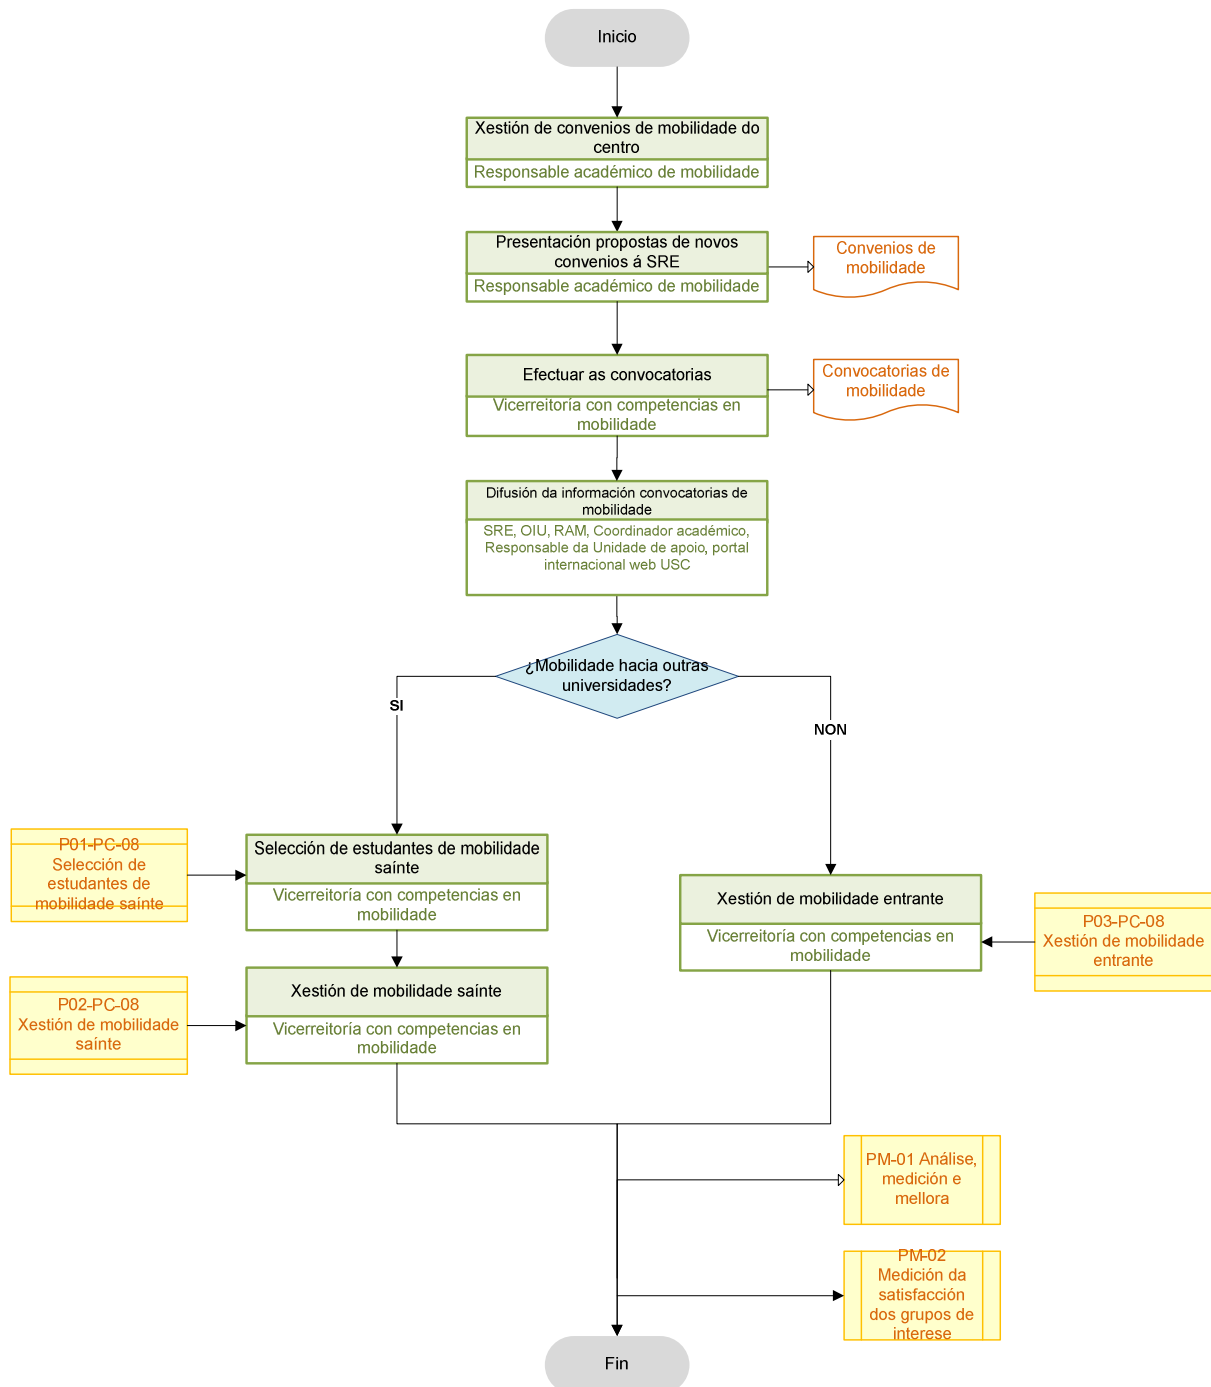 Inicio
Xestión de convenios de mobilidade do
centro
Responsable académico de mobilidade
Presentación propostas de novos
convenios á SRE
Responsable académico de mobilidade
Convenios de
mobilidade
Efectuar as convocatorias
Vicerreitoría con competencias en
mobilidade
Convocatorias de
mobilidade
Difusión da información convocatorias de
mobilidade
SRE, OIU, RAM, Coordinador académico,
Responsable da Unidade de apoio, portal
internacional web USC
¿Mobilidade hacia outras
universidades?
SI
NON
P01-PC-08
Selección de
estudantes de
mobilidade saínte
Selección de estudantes de mobilidade
saínte
Vicerreitoría con competencias en
mobilidade
Xestión de mobilidade entrante
Vicerreitoría con competencias en
mobilidade
P03-PC-08
Xestión de mobilidade
entrante
P02-PC-08
Xestión de mobilidade
saínte
Xestión de mobilidade saínte
Vicerreitoría con competencias en
mobilidade
PM-01 Análise,
medición e
mellora
PM-02
Medición da
satisfacción
dos grupos de
interese
Fin